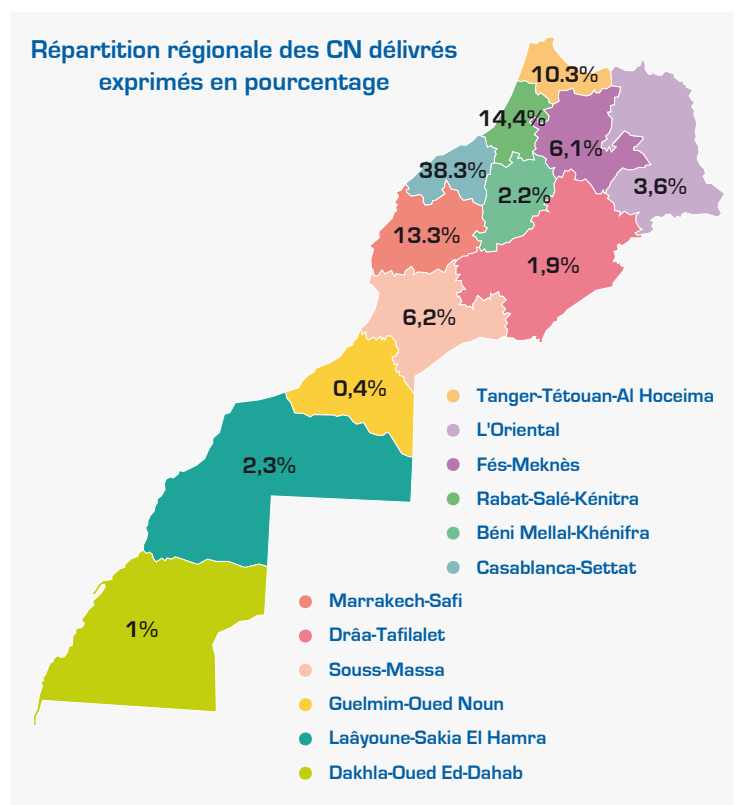 Répartition régionale des CN délivrés
exprimés en pourcentage
10.3%
14,4%
6,1%
38.3%
2.2%
3,6%
13.3%
1,9%
6,2%
0,4%
Tanger-Tétouan-Al Hoceima
L'Oriental
2,3%
Fés-Meknès
Rabat-Salé-Kénitra
Béni Mellal-Khénifra
Casablanca-Settat
Marrakech-Safi
1%
Drâa-Tafilalet
Souss-Massa
Guelmim-Oued Noun
Laâyoune-Sakia El Hamra
Dakhla-Oued Ed-Dahab